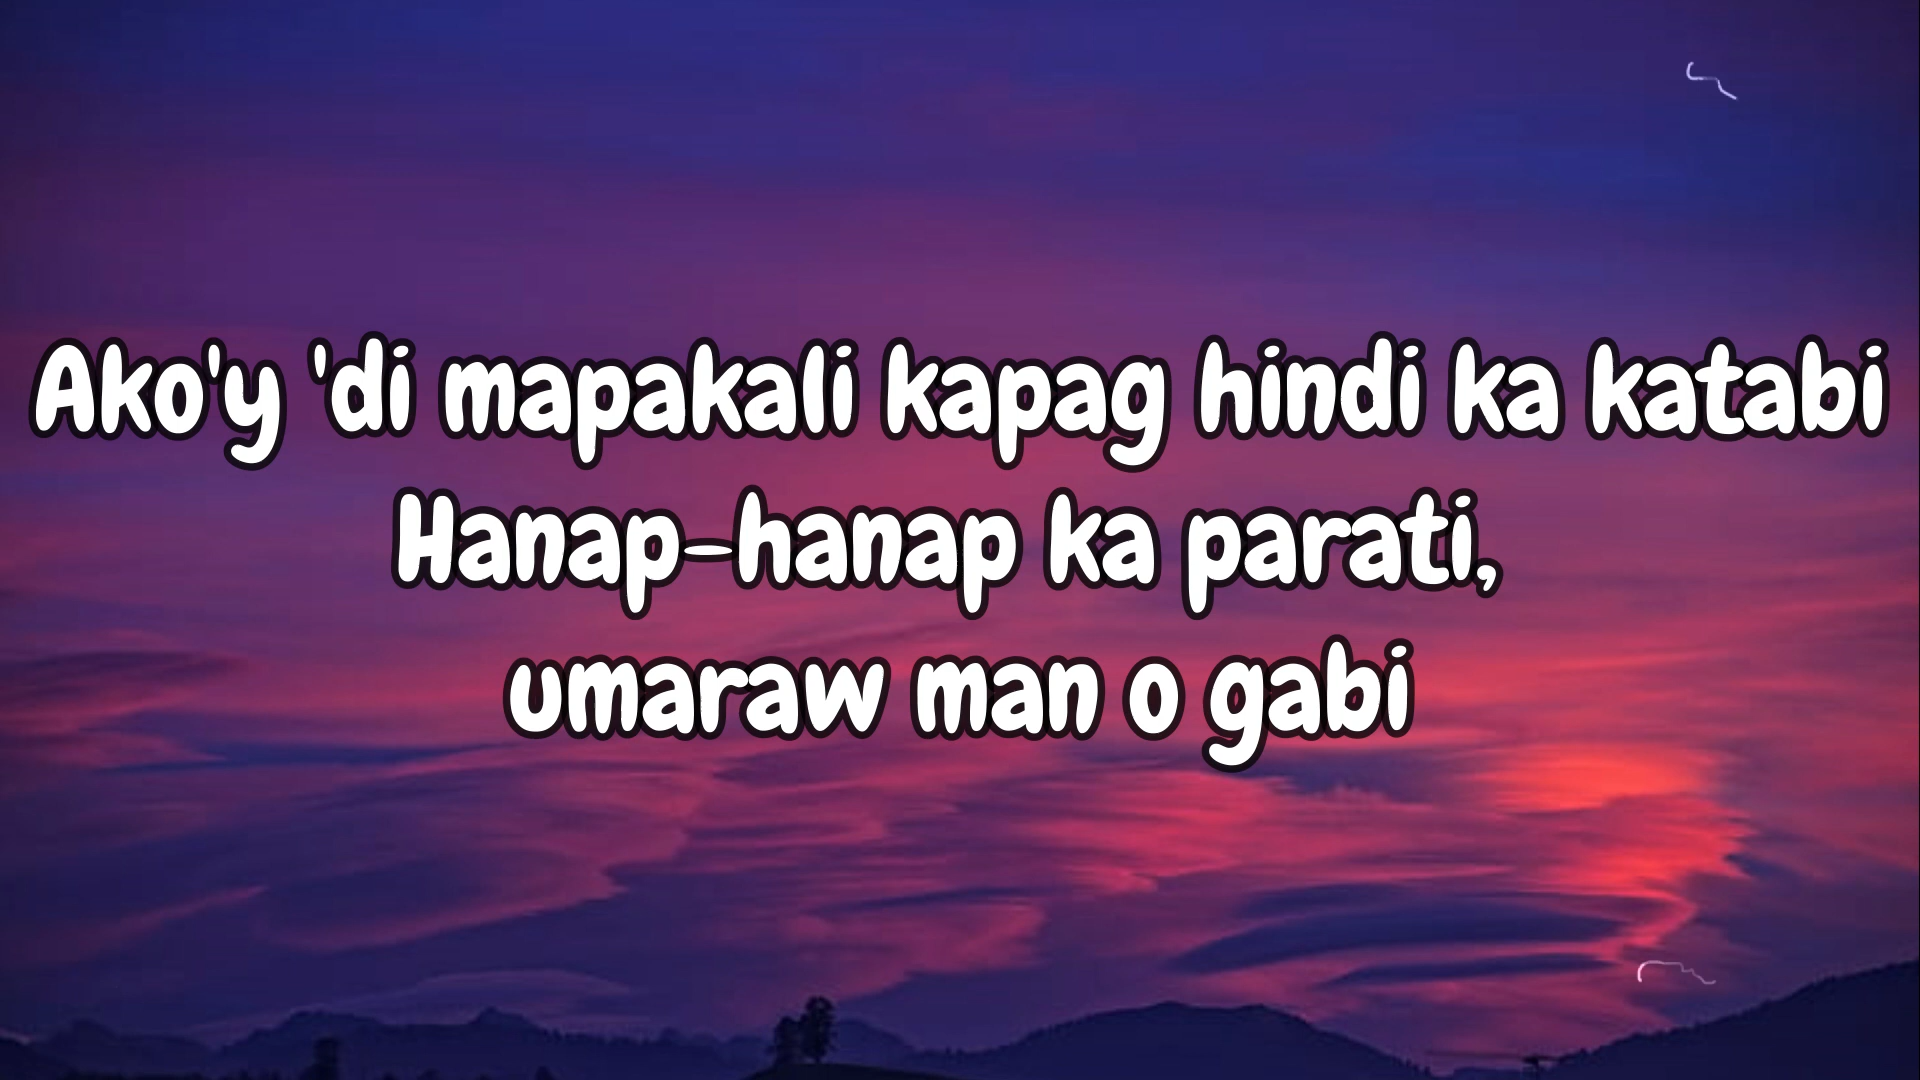 Ako'y 'di mapakali kapag hindi ka katabi
Hanap-hanap ka parati,
umaraw man o gabi